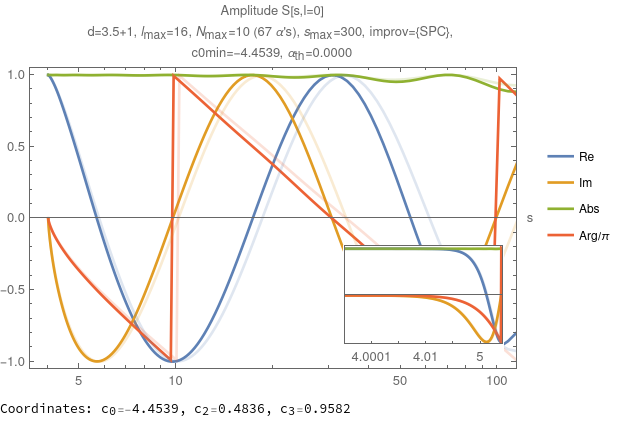 Amplitude S[s,l=0]
d=3.5+1, lmax=16, Nmax=10 (67 α's), smax=300, improv={SPC},
c0min=−4.4539, αth=0.0000
1.0
0.5
0.0
−0.5
−1.0
5
10
50
100
s
4.0001
4.01
5
Re
Im
Abs
Arg/π
Coordinates: c0=-4.4539, c2=0.4836, c3=0.9582